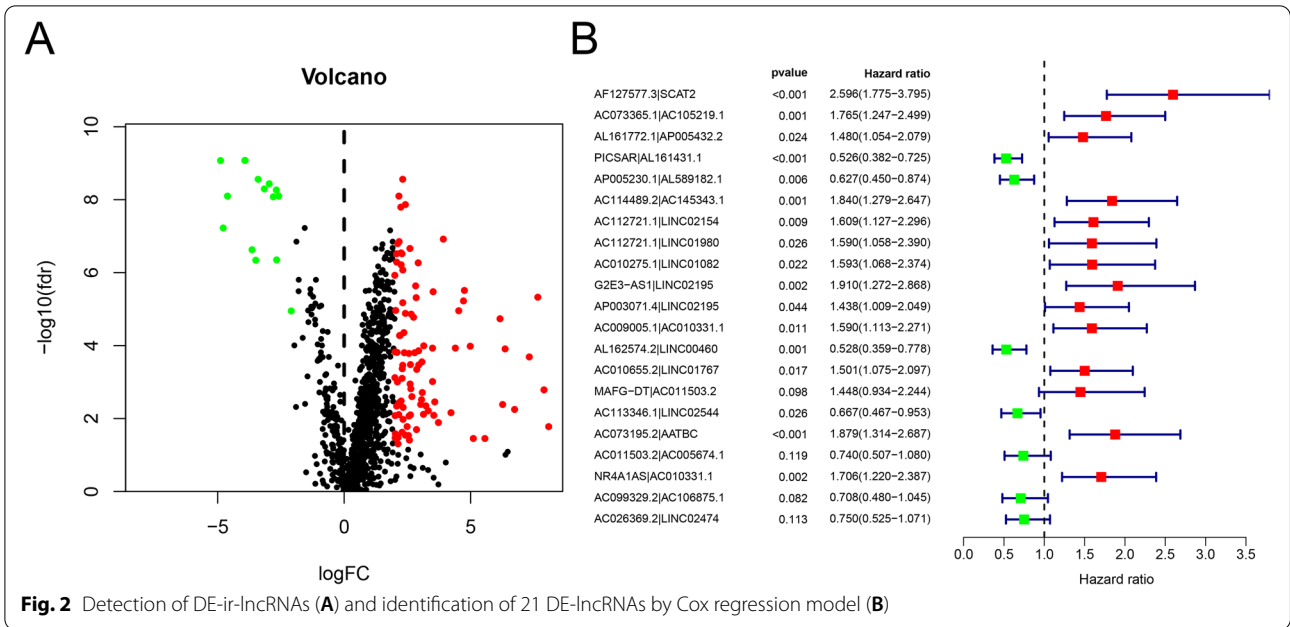 A
B
Volcano
−log10(fdr)
10
8
6
4
2
0
−5
0
5
logFC
pvalue Hazard ratio
AF127577.3|SCAT2 <0.001 2.596(1.775−3.795)
AC073365.1|AC105219.1 0.001 1.765(1.247−2.499)
AL161772.1|AP005432.2 0.024 1.480(1.054−2.079)
PICSAR|AL161431.1 <0.001 0.526(0.382−0.725)
AP005230.1|AL589182.1 0.006 0.627(0.450−0.874)
AC114489.2|AC145343.1 0.001 1.840(1.279−2.647)
AC112721.1|LINC02154 0.009 1.609(1.127−2.296)
AC112721.1|LINC01980 0.026 1.590(1.058−2.390)
AC010275.1|LINC01082 0.022 1.593(1.068−2.374)
G2E3−AS1|LINC02195 0.002 1.910(1.272−2.868)
AP003071.4|LINC02195 0.044 1.438(1.009−2.049)
AC009005.1|AC010331.1 0.011 1.590(1.113−2.271)
AL162574.2|LINC00460 0.001 0.528(0.359−0.778)
AC010655.2|LINC01767 0.017 1.501(1.075−2.097)
MAFG−DT|AC011503.2 0.098 1.448(0.934−2.244)
AC113346.1|LINC02544 0.026 0.667(0.467−0.953)
AC073195.2|AATBC <0.001 1.879(1.314−2.687)
AC011503.2|AC005674.1 0.119 0.740(0.507−1.080)
NR4A1AS|AC010331.1 0.002 1.706(1.220−2.387)
AC099329.2|AC106875.1 0.082 0.708(0.480−1.045)
AC026369.2|LINC02474 0.113 0.750(0.525−1.071)
0.0 0.5 1.0 1.5 2.0 2.5 3.0 3.5
Hazard ratio
Fig. 2 Detection of DE-ir-lncRNAs (A) and identification of 21 DE-lncRNAs by Cox regression model (B)